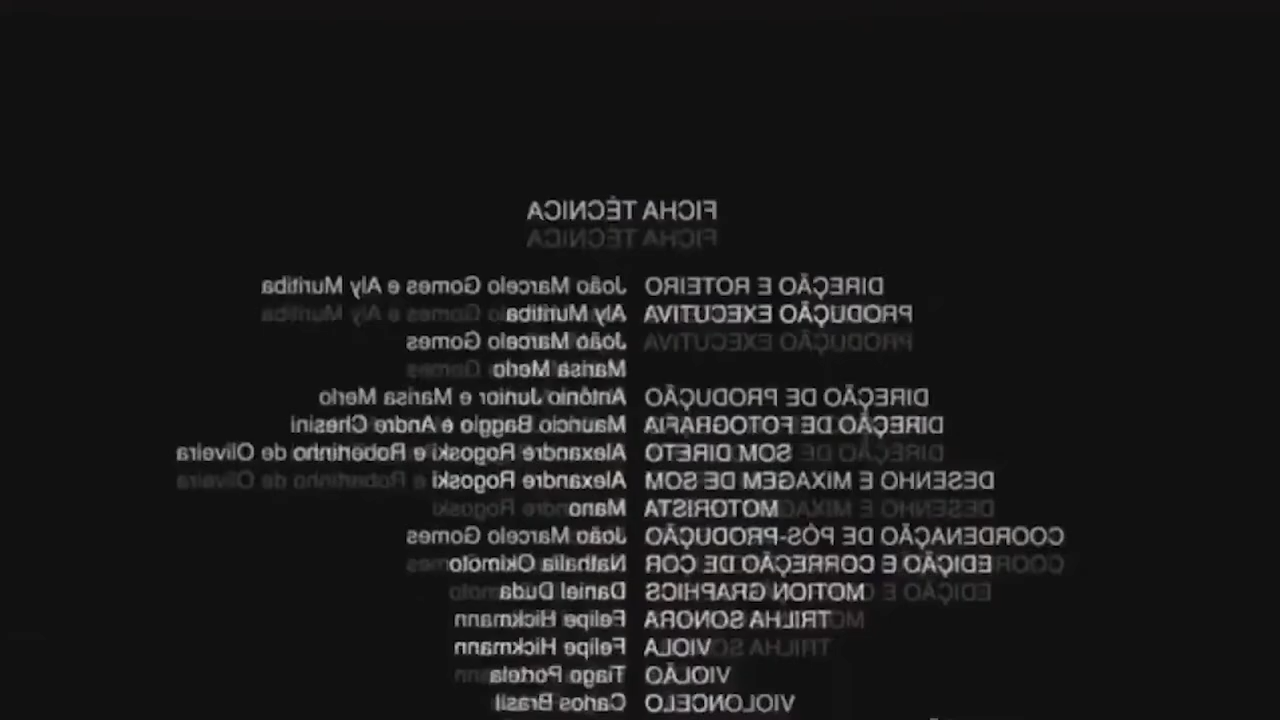 FICHA TÉCNICA
DIREÇÃO E ROTEIRO João Marcelo Gomes e Aly Muritiba
PRODUÇÃO EXECUTIVA Aly Muritiba
João Marcelo Gomes
Marisa Merlo
DIREÇÃO DE PRODUÇÃO Antônio Junior e Marisa Merlo
DIREÇÃO DE FOTOGRAFIA Mauricio Baggio e Andre Chesini
SOM DIRETO Alexandre Rogoski e Robertinho de Oliveira
DESENHO E MIXAGEM DE SOM Alexandre Rogoski
MOTORISTA Mano
COORDENAÇÃO DE PÓS-PRODUÇÃO João Marcelo Gomes
EDIÇÃO E CORREÇÃO DE COR Nathalia Okimoto
MOTION GRAPHICS Daniel Duda
TRILHA SONORA Felipe Hickmann
VIOLA Felipe Hickmann
VIOLÃO Tiago Portela
VIOLONCELO Carlos Brasil